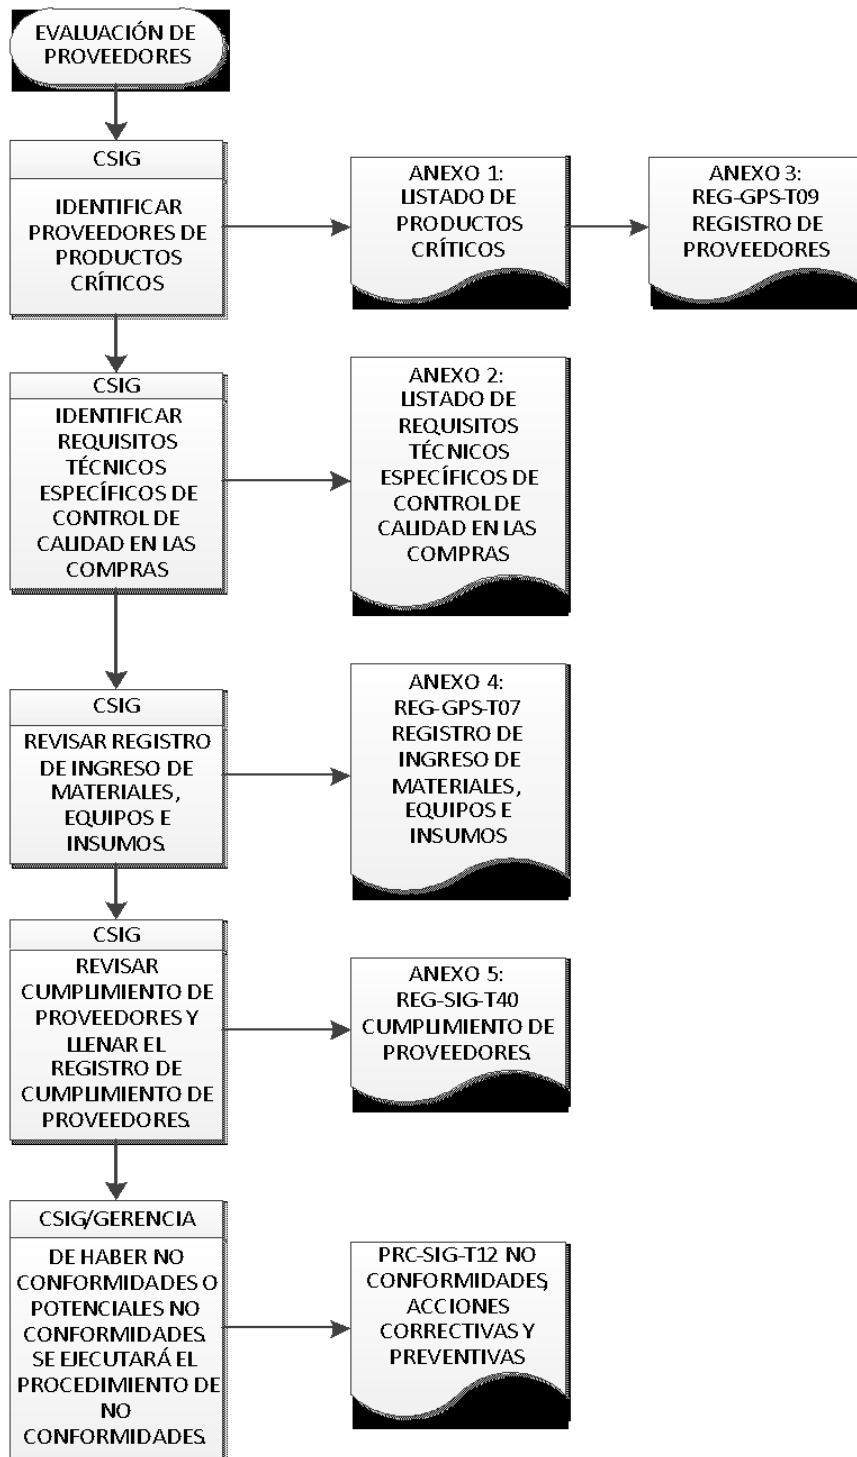 EVALUACIÓN DE
PROVEEDORES
CSIG
IDENTIFICAR
PROVEEDORES DE
PRODUCTOS
CRÍTICOS
ANEXO 1:
LISTADO DE
PRODUCTOS
CRÍTICOS
ANEXO 3:
REG-GPS-T09
REGISTRO DE
PROVEEDORES
CSIG
IDENTIFICAR
REQUISITOS
TÉCNICOS
ESPECÍFICOS DE
CONTROL DE
CALIDAD EN LAS
COMPRAS
ANEXO 2:
LISTADO DE
REQUISITOS
TÉCNICOS
ESPECÍFICOS DE
CONTROL DE
CALIDAD EN LAS
COMPRAS
CSIG
REVISAR REGISTRO
DE INGRESO DE
MATERIALES,
EQUIPOS E
INSUMOS.
ANEXO 4:
REG-GPS-T07
REGISTRO DE
INGRESO DE
MATERIALES,
EQUIPOS E
INSUMOS
CSIG
REVISAR
CUMPLIMIENTO DE
PROVEEDORES Y
LLENAR EL
REGISTRO DE
CUMPLIMIENTO DE
PROVEEDORES.
ANEXO 5:
REG-SIG-T40
CUMPLIMIENTO DE
PROVEEDORES.
CSIG/GERENCIA
DE HABER NO
CONFORMIDADES O
POTENCIALES NO
CONFORMIDADES.
SE EJECUTARÁ EL
PROCEDIMIENTO DE
NO
CONFORMIDADES.
PRC-SIG-T12 NO
CONFORMIDADES,
ACCIONES
CORRECTIVAS Y
PREVENTIVAS